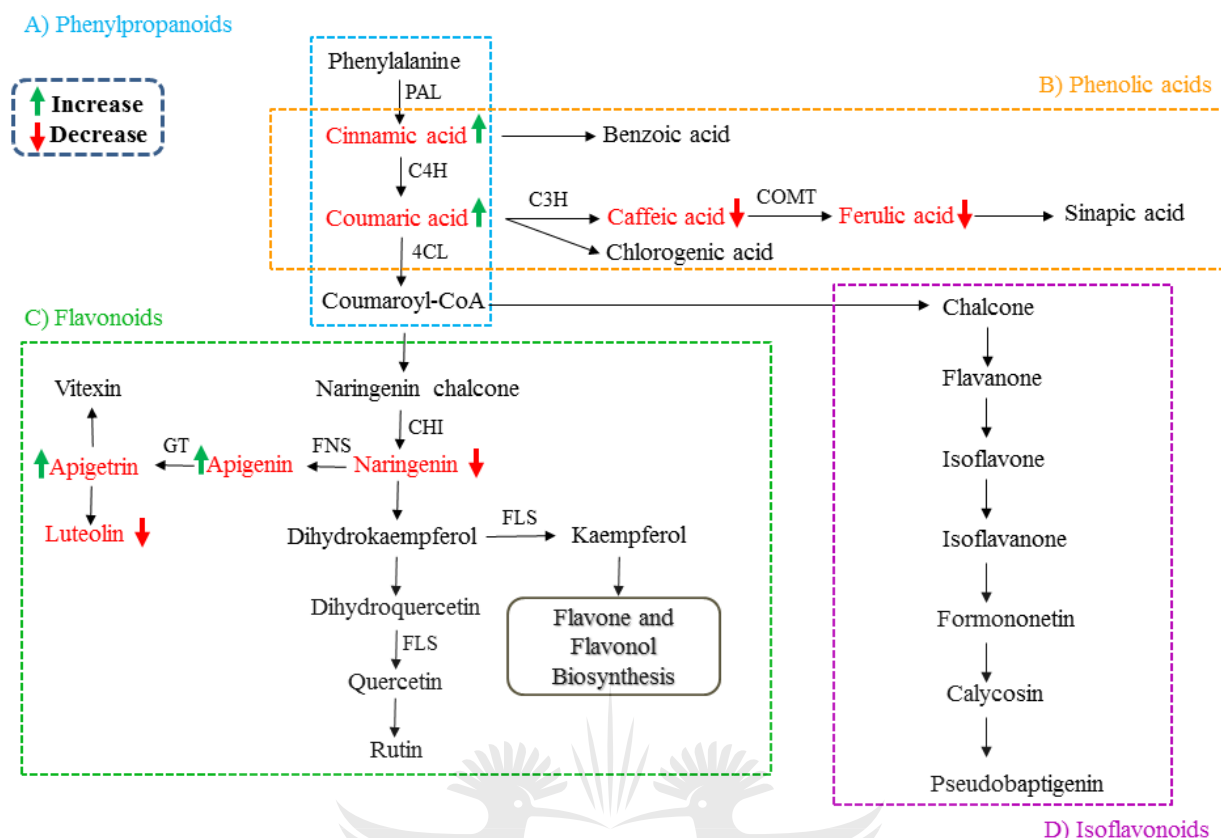 A) Phenylpropanoids
Increase
Decrease
Phenylalanine
PAL
B) Phenolic acids
Cinnamic acid
Benzoic acid
C4H
Coumaric acid
C3H
Caffeic acid
COMT
Ferulic acid
Sinapic acid
Chlorogenic acid
4CL
Coumaroyl-CoA
C) Flavonoids
Naringenin chalcone
CHI
Vitexin
GT
FNS
Apigetrin
Apigenin
Naringenin
Luteolin
Dihydrokaempferol
FLS
Kaempferol
Dihydroquercetin
FLS
Quercetin
Rutin
Flavone and
Flavonol
Biosynthesis
Chalcone
Flavanone
Isoflavone
Isoflavanone
Formononetin
Calycosin
Pseudobaptigenin
D) Isoflavonoids